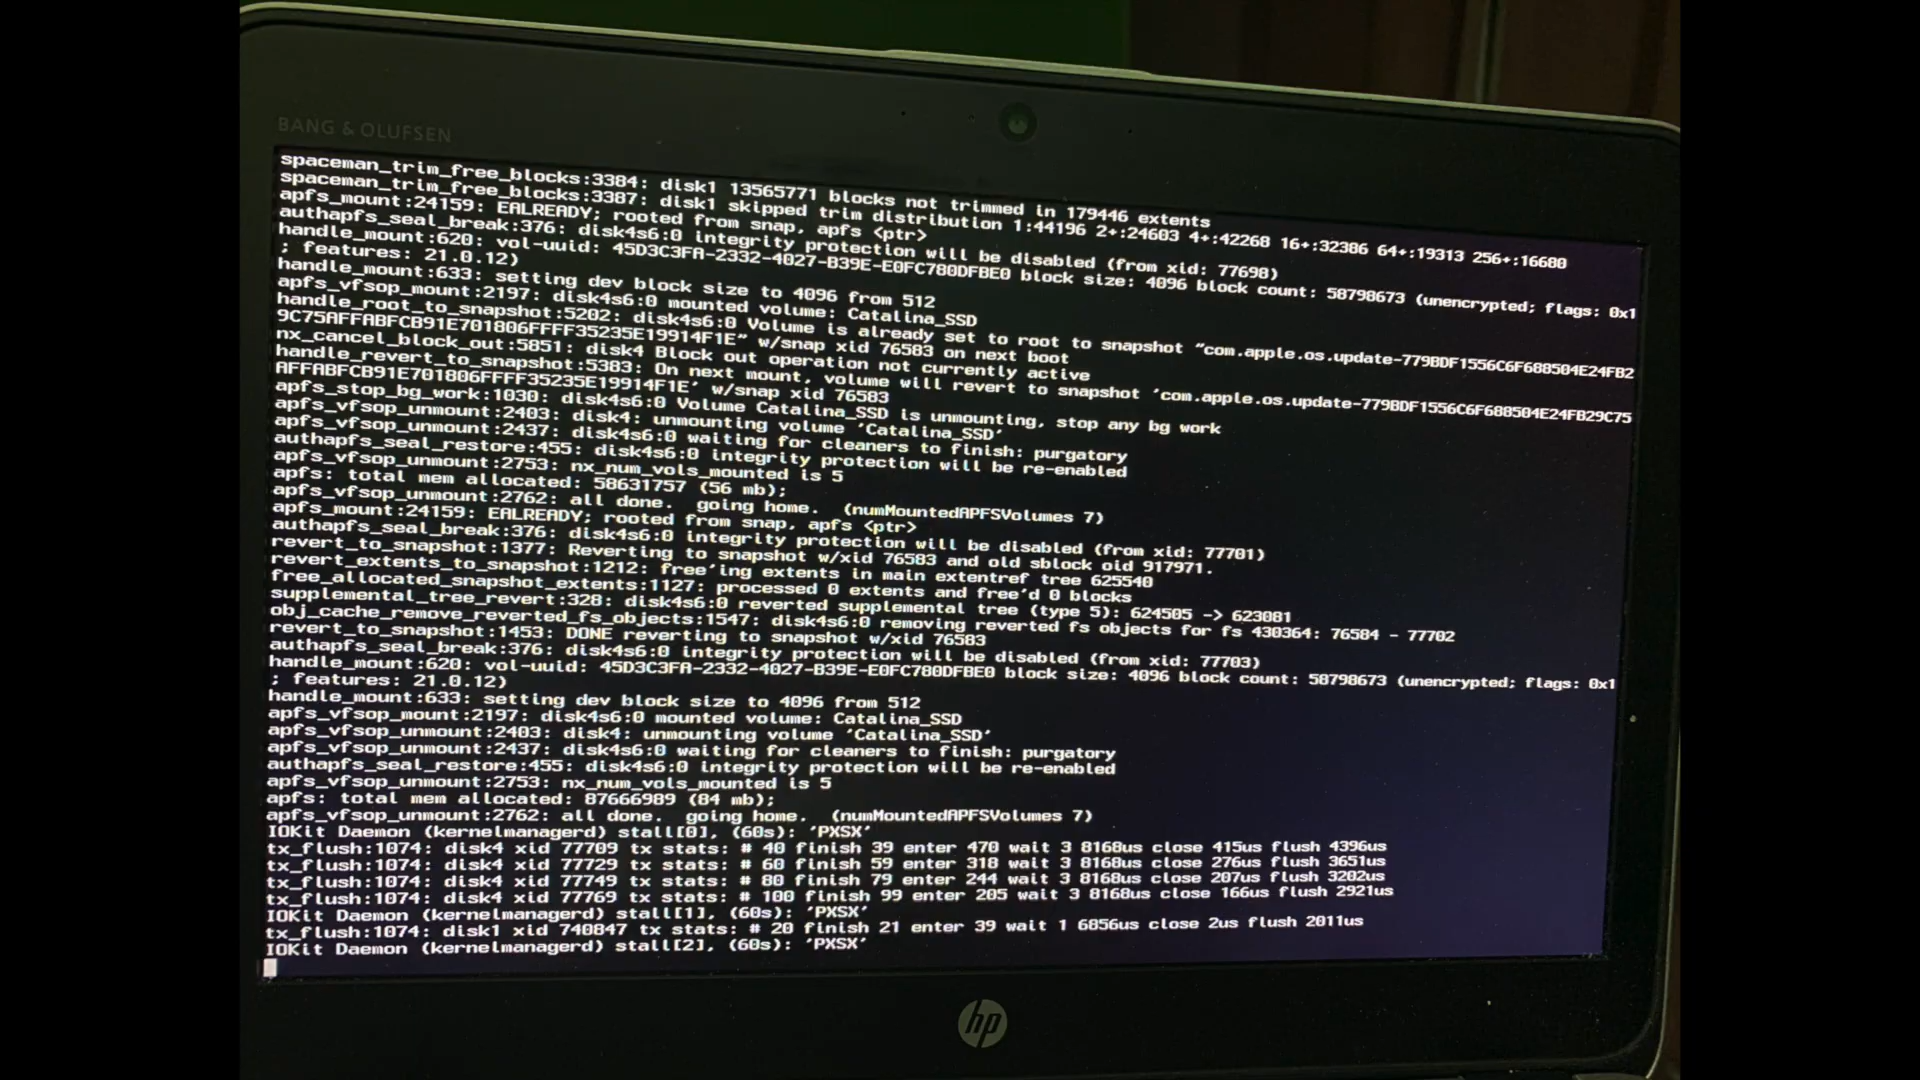 BANG & OLUFSEN
spaceman_trim_free_blocks:3384: disk1 13565771 blocks not trimmed in 179446 extents
spaceman_trim_free_blocks:3387: disk1 skipped trim distribution 1:44196 2+:24603 4+:42268 16+:32386 64+:19313 256+:16680
apfs_mount:24159: EALREADY; rooted from snap, apfs <ptr>
authapfs_seal_break:376: disk4s6:0 integrity protection will be disabled (from xid: 77698)
handle_mount:620: vol-uuid: 45D3C3FA-2332-4027-B39E-E0FC780DFBE0 block size: 4096 block count: 58798673 (unencrypted; flags: 0x1
; features: 21.0.12)
handle_mount:633: setting dev block size to 4096 from 512
apfs_vfsop_mount:2197: disk4s6:0 mounted volume: Catalina_SSD
handle_root_to_snapshot:5202: disk4s6:0 Volume is already set to root to snapshot "com.apple.os.update-779BDF1556C6F688504E24FB2
9C75AFFABFCB91E701806FFFF35235E19914F1E" w/snap xid 76583 on next boot
nx_cancel_block_out:5851: disk4 Block out operation not currently active
handle_revert_to_snapshot:5383: On next mount, volume will revert to snapshot 'com.apple.os.update-779BDF1556C6F688504E24FB29C75
AFFABFCB91E701806FFFF35235E19914F1E' w/snap xid 76583
apfs_stop_bg_work:1030: disk4s6:0 Volume Catalina_SSD is unmounting, stop any bg work
apfs_vfsop_unmount:2403: disk4: unmounting volume 'Catalina_SSD'
apfs_vfsop_unmount:2437: disk4s6:0 waiting for cleaners to finish: purgatory
authapfs_seal_restore:455: disk4s6:0 integrity protection will be re-enabled
apfs_vfsop_unmount:2753: nx_num_vols_mounted is 5
apfs: total mem allocated: 58631757 (56 mb);
apfs_vfsop_unmount:2762: all done.  going home.  (numMountedAPFSVolumes 7)
apfs_mount:24159: EALREADY; rooted from snap, apfs <ptr>
authapfs_seal_break:376: disk4s6:0 integrity protection will be disabled (from xid: 77701)
revert_to_snapshot:1377: Reverting to snapshot w/xid 76583 and old sblock oid 917971.
revert_extents_to_snapshot:1212: free'ing extents in main extentref tree 625540
free_allocated_snapshot_extents:1127: processed 0 extents and free'd 0 blocks
supplemental_tree_revert:328: disk4s6:0 reverted supplemental tree (type 5): 624505 -> 623081
obj_cache_remove_reverted_fs_objects:1547: disk4s6:0 removing reverted fs objects for fs 430364: 76584 - 77702
revert_to_snapshot:1453: DONE reverting to snapshot w/xid 76583
authapfs_seal_break:376: disk4s6:0 integrity protection will be disabled (from xid: 77703)
handle_mount:620: vol-uuid: 45D3C3FA-2332-4027-B39E-E0FC780DFBE0 block size: 4096 block count: 58798673 (unencrypted; flags: 0x1
; features: 21.0.12)
handle_mount:633: setting dev block size to 4096 from 512
apfs_vfsop_mount:2197: disk4s6:0 mounted volume: Catalina_SSD
apfs_vfsop_unmount:2403: disk4: unmounting volume 'Catalina_SSD'
apfs_vfsop_unmount:2437: disk4s6:0 waiting for cleaners to finish: purgatory
authapfs_seal_restore:455: disk4s6:0 integrity protection will be re-enabled
apfs_vfsop_unmount:2753: nx_num_vols_mounted is 5
apfs: total mem allocated: 87666989 (84 mb);
apfs_vfsop_unmount:2762: all done.  going home.  (numMountedAPFSVolumes 7)
IOKit Daemon (kernelmanagerd) stall[0], (60s): 'PXSX'
tx_flush:1074: disk4 xid 77709 tx stats: # 40 finish 39 enter 470 wait 3 8168us close 415us flush 4396us
tx_flush:1074: disk4 xid 77729 tx stats: # 60 finish 59 enter 318 wait 3 8168us close 276us flush 3651us
tx_flush:1074: disk4 xid 77749 tx stats: # 80 finish 79 enter 244 wait 3 8168us close 207us flush 3202us
tx_flush:1074: disk4 xid 77769 tx stats: # 100 finish 99 enter 205 wait 3 8168us close 166us flush 2921us
IOKit Daemon (kernelmanagerd) stall[1], (60s): 'PXSX'
tx_flush:1074: disk1 xid 740847 tx stats: # 20 finish 21 enter 39 wait 1 6856us close 2us flush 2011us
IOKit Daemon (kernelmanagerd) stall[2], (60s): 'PXSX'
hp